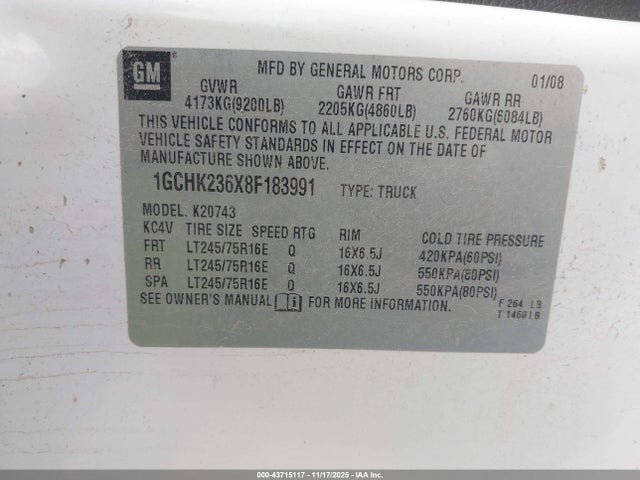 GM
MFD BY GENERAL MOTORS CORP. 01/08
GVWR GAWR FRT GAWR RR
4173KG(9200LB) 2205KG(4860LB) 2760KG(6084LB)
THIS VEHICLE CONFORMS TO ALL APPLICABLE U.S. FEDERAL MOTOR
VEHICLE SAFETY STANDARDS IN EFFECT ON THE DATE OF
MANUFACTURE SHOWN ABOVE.
1GCHK236X8F183991 TYPE: TRUCK
MODEL: K20743
KC4V TIRE SIZE SPEED RTG RIM COLD TIRE PRESSURE
FRT LT245/75R16E Q 16X6.5J 420KPA(60PSI)
RR LT245/75R16E Q 16X6.5J 550KPA(80PSI)
SPA LT245/75R16E Q 16X6.5J 550KPA(80PSI)
SEE OWNER'S MANUAL FOR MORE INFORMATION.
F 264 LB
T 1460LB
000-43715117 - 11/17/2025 - IAAI, Inc.